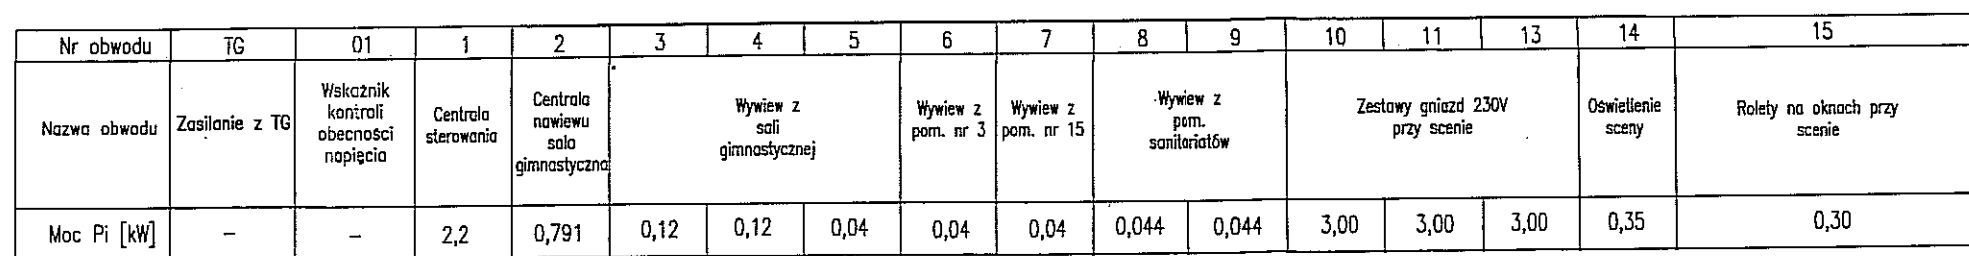 Nr obwodu TG 01 1 2 3 4 5 6 7 8 9 10 11 13 14 15
Nazwa obwodu
Zasilanie z TG
Wskaźnik
kontroli
obecności
napięcia
Centrala
sterowania
Centrala
nawiewu
sala
gimnastyczna
Wywiew z
sali
gimnastycznej
Wywiew z
pom. nr 3
Wywiew z
pom. nr 15
Wywiew z
pom.
sanitariatów
Zestawy gniazd 230V
przy scenie
Oświetlenie
sceny
Rolety na oknach przy
scenie
Moc Pi [kW] – – 2,2 0,791 0,12 0,12 0,04 0,04 0,04 0,044 0,044 3,00 3,00 3,00 0,35 0,30